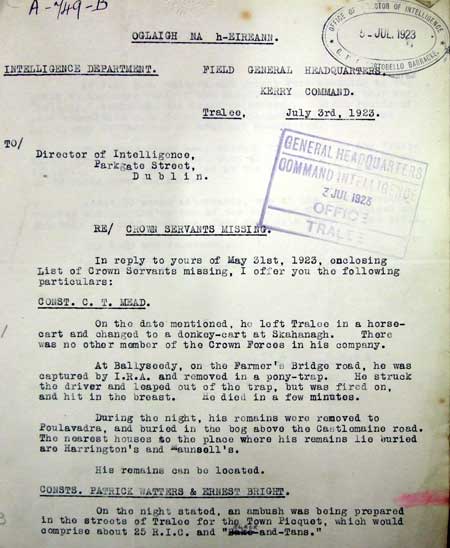 A-749-B
OGLAIGH NA h-EIREANN.
OFFICE OF DIRECTOR OF INTELLIGENCE
5 JUL 1923
PORTOBELLO BARRACKS
INTELLIGENCE DEPARTMENT. FIELD GENERAL HEADQUARTERS,
KERRY COMMAND.
Tralee, July 3rd, 1923.
TO/
Director of Intelligence,
Parkgate Street,
Dublin.
GENERAL HEADQUARTERS
COMMAND INTELLIGENCE
2 JUL 1923
OFFICE
TRALEE
RE/ CROWN SERVANTS MISSING.
In reply to yours of May 31st, 1923, enclosing
List of Crown Servants missing, I offer you the following
particulars:
CONST. C. T. MEAD.
On the date mentioned, he left Tralee in a horse-
cart and changed to a donkey-cart at Skahanagh. There
was no other member of the Crown Forces in his company.
At Ballyseedy, on the Farmer's Bridge road, he was
captured by I.R.A. and removed in a pony-trap. He struck
the driver and leaped out of the trap, but was fired on,
and hit in the breast. He died in a few minutes.
During the night, his remains were removed to
Poulavadra, and buried in the bog above the Castlomaine road.
The nearest houses to the place where his remains lie buried
are Harrington's and
His remains can be located.
CONSTS. PATRICK WATTERS & ERNEST BRIGHT.
On the night stated, an ambush was being prepared
in the streets of Tralee for the Town Picquet, which would
comprise about 25 R.I.C. and "-and-Tans."